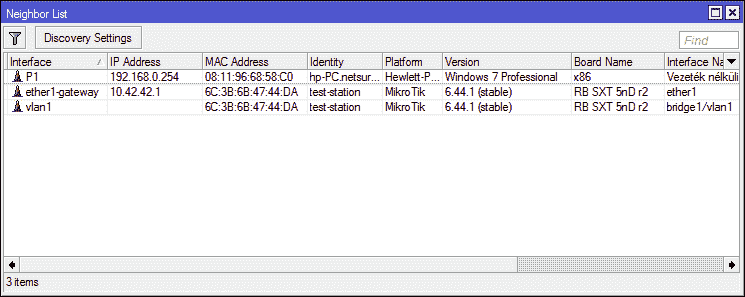 Neighbor List
Discovery Settings
Find
Interface IP Address MAC Address Identity Platform Version Board Name Interface Na
P1 192.168.0.254 08:11:96:68:58:C0 hp-PC.netsur... Hewlett-P... Windows 7 Professional x86 Vezeték nélküli
ether1-gateway 10.42.42.1 6C:3B:6B:47:44:DA test-station MikroTik 6.44.1 (stable) RB SXT 5nD r2 ether1
vlan1 6C:3B:6B:47:44:DA test-station MikroTik 6.44.1 (stable) RB SXT 5nD r2 bridge1/vlan1
3 items